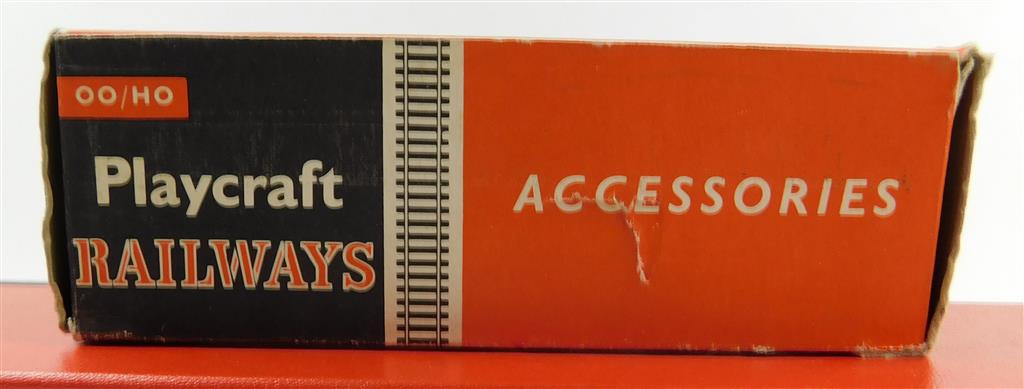 OO/HO
Playcraft
RAILWAYS
ACCESSORIES